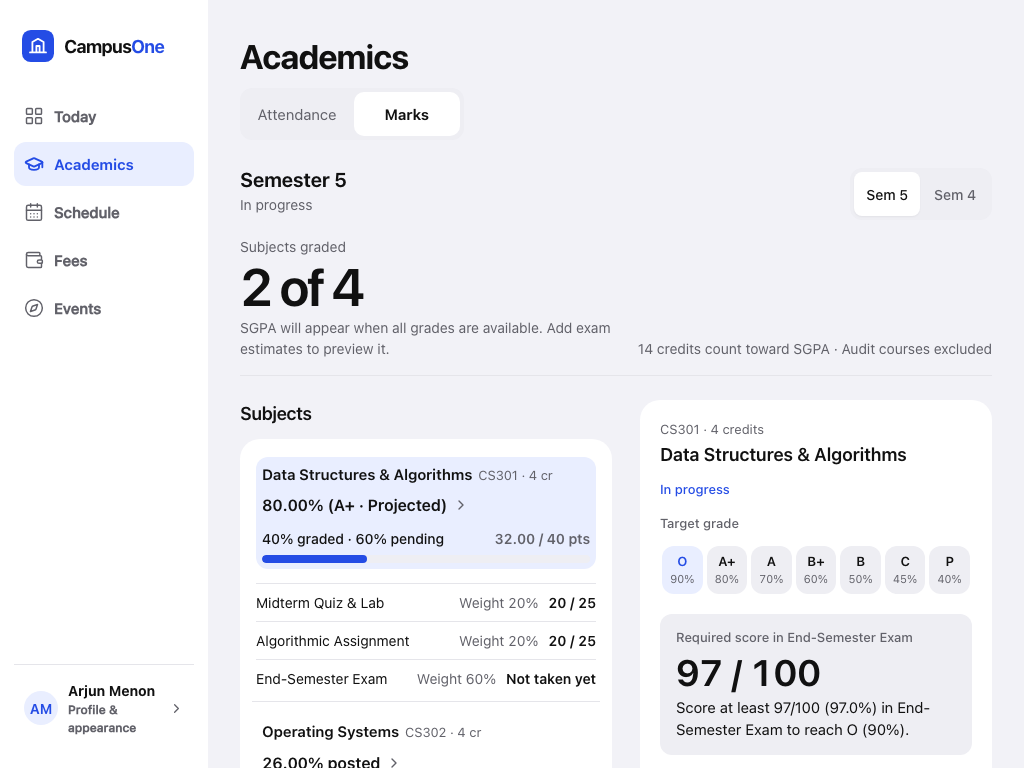 CampusOne
Today
Academics
Schedule
Fees
Events
AM
Arjun Menon
Profile &
appearance
Academics
Attendance
Marks
Semester 5
In progress
Sem 5
Sem 4
Subjects graded
2 of 4
SGPA will appear when all grades are available. Add exam
estimates to preview it.
14 credits count toward SGPA · Audit courses excluded
Subjects
Data Structures & Algorithms CS301 · 4 cr
80.00% (A+ · Projected)
40% graded · 60% pending 32.00 / 40 pts
Midterm Quiz & Lab Weight 20% 20 / 25
Algorithmic Assignment Weight 20% 20 / 25
End-Semester Exam Weight 60% Not taken yet
Operating Systems CS302 · 4 cr
26.00% posted
CS301 · 4 credits
Data Structures & Algorithms
In progress
Target grade
O A+ A B+ B C P
90% 80% 70% 60% 50% 45% 40%
Required score in End-Semester Exam
97 / 100
Score at least 97/100 (97.0%) in End-
Semester Exam to reach O (90%).